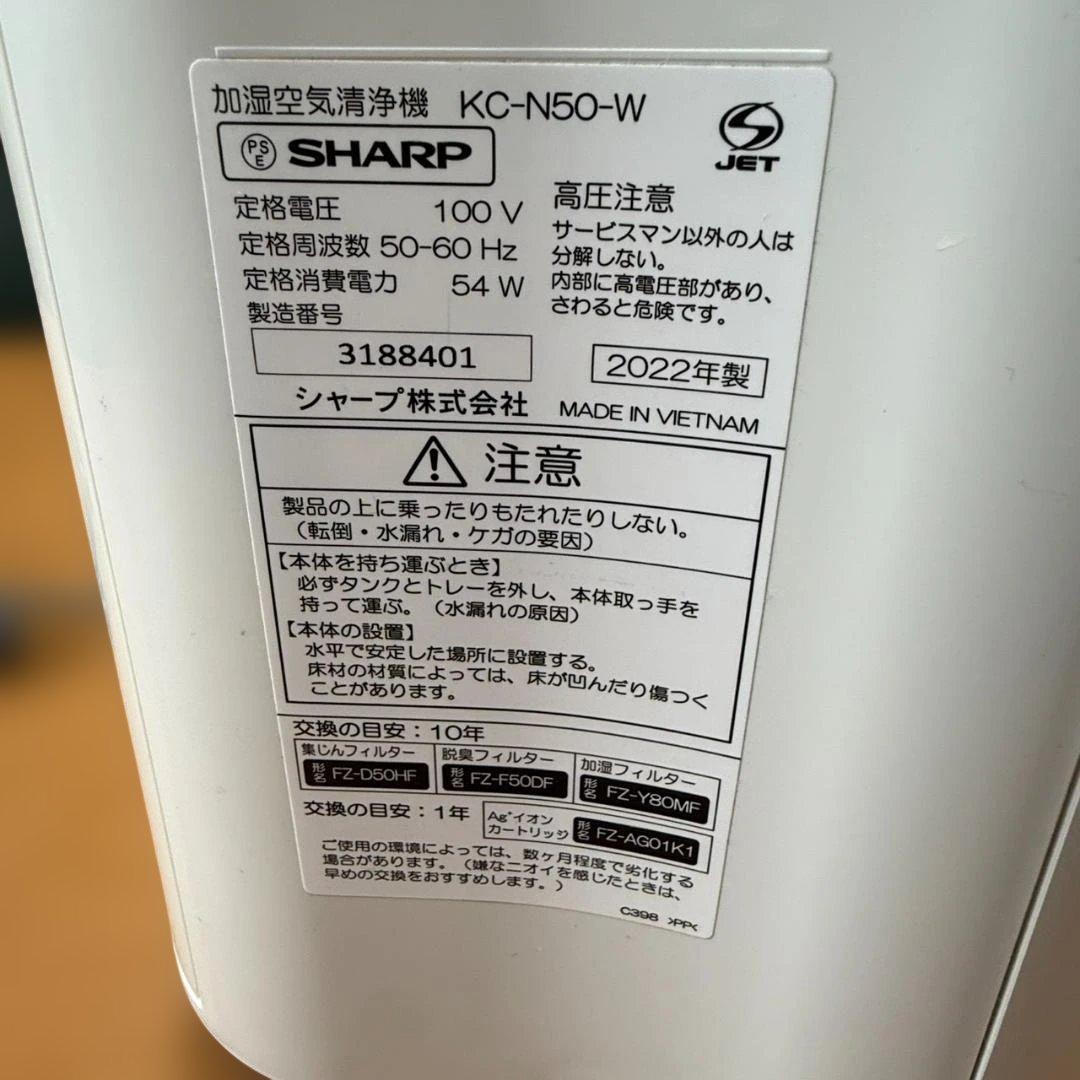 加湿空気清浄機 KC-N50-W
PS E SHARP
JET
定格電圧 100 V
定格周波数 50-60 Hz
定格消費電力 54 W
製造番号
3188401
シャープ株式会社
高圧注意
サービスマン以外の人は
分解しない。
内部に高電圧部があり、
さわると危険です。
2022年製
MADE IN VIETNAM
注意
製品の上に乗ったりもたれたりしない。
（転倒・水漏れ・ケガの要因）
【本体を持ち運ぶとき】
必ずタンクとトレーを外し、本体取っ手を
持って運ぶ。（水漏れの原因）
【本体の設置】
水平で安定した場所に設置する。
床材の材質によっては、床が凹んだり傷つく
ことがあります。
交換の目安：10年
集じんフィルター
形名 FZ-D50HF
脱臭フィルター
形名 FZ-F50DF
加湿フィルター
形名 FZ-Y80MF
交換の目安：1年
Ag⁺イオン
カートリッジ 形名 FZ-AG01K1
ご使用の環境によっては、数ヶ月程度で劣化する
場合があります。（嫌なニオイを感じたときは、
早めの交換をおすすめします。）
C398 >PP<